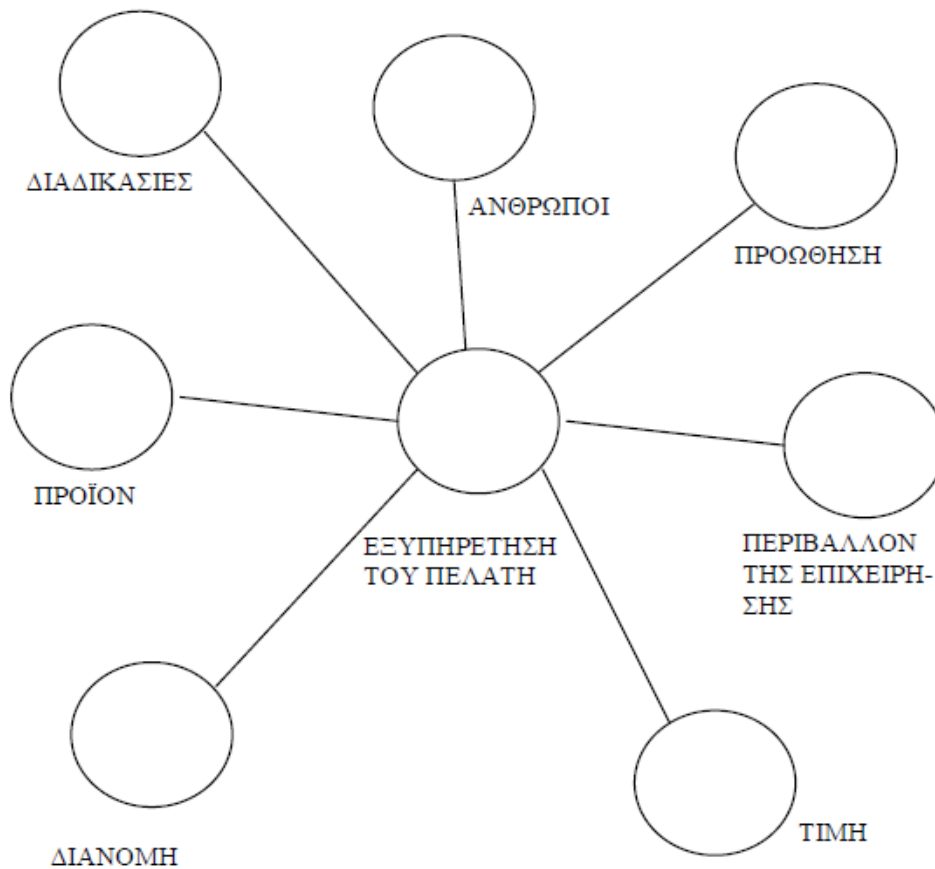 ΔΙΑΔΙΚΑΣΙΕΣ
ΑΝΘΡΩΠΟΙ
ΠΡΟΩΘΗΣΗ
ΠΡΟΪΟΝ
ΕΞΥΠΗΡΕΤΗΣΗ
ΤΟΥ ΠΕΛΑΤΗ
ΠΕΡΙΒΑΛΛΟΝ
ΤΗΣ ΕΠΙΧΕΙΡΗ-
ΣΗΣ
ΔΙΑΝΟΜΗ
ΤΙΜΗ